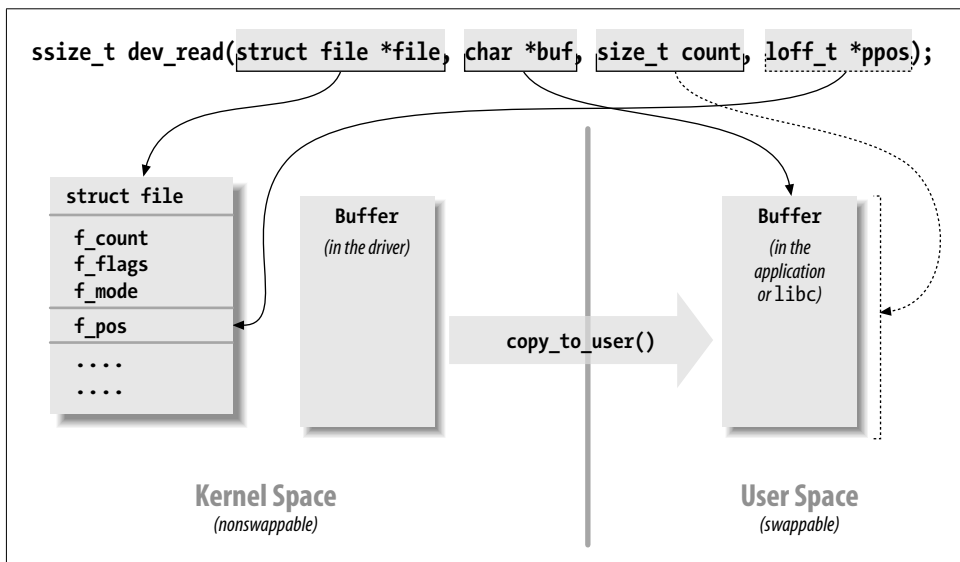 ssize_t dev_read(struct file *file, char *buf, size_t count, loff_t *ppos);
struct file
f_count
f_flags
f_mode
f_pos
....
....
Buffer
(in the driver)
copy_to_user()
Buffer
(in the
application
or libc)
Kernel Space
(nonswappable)
User Space
(swappable)